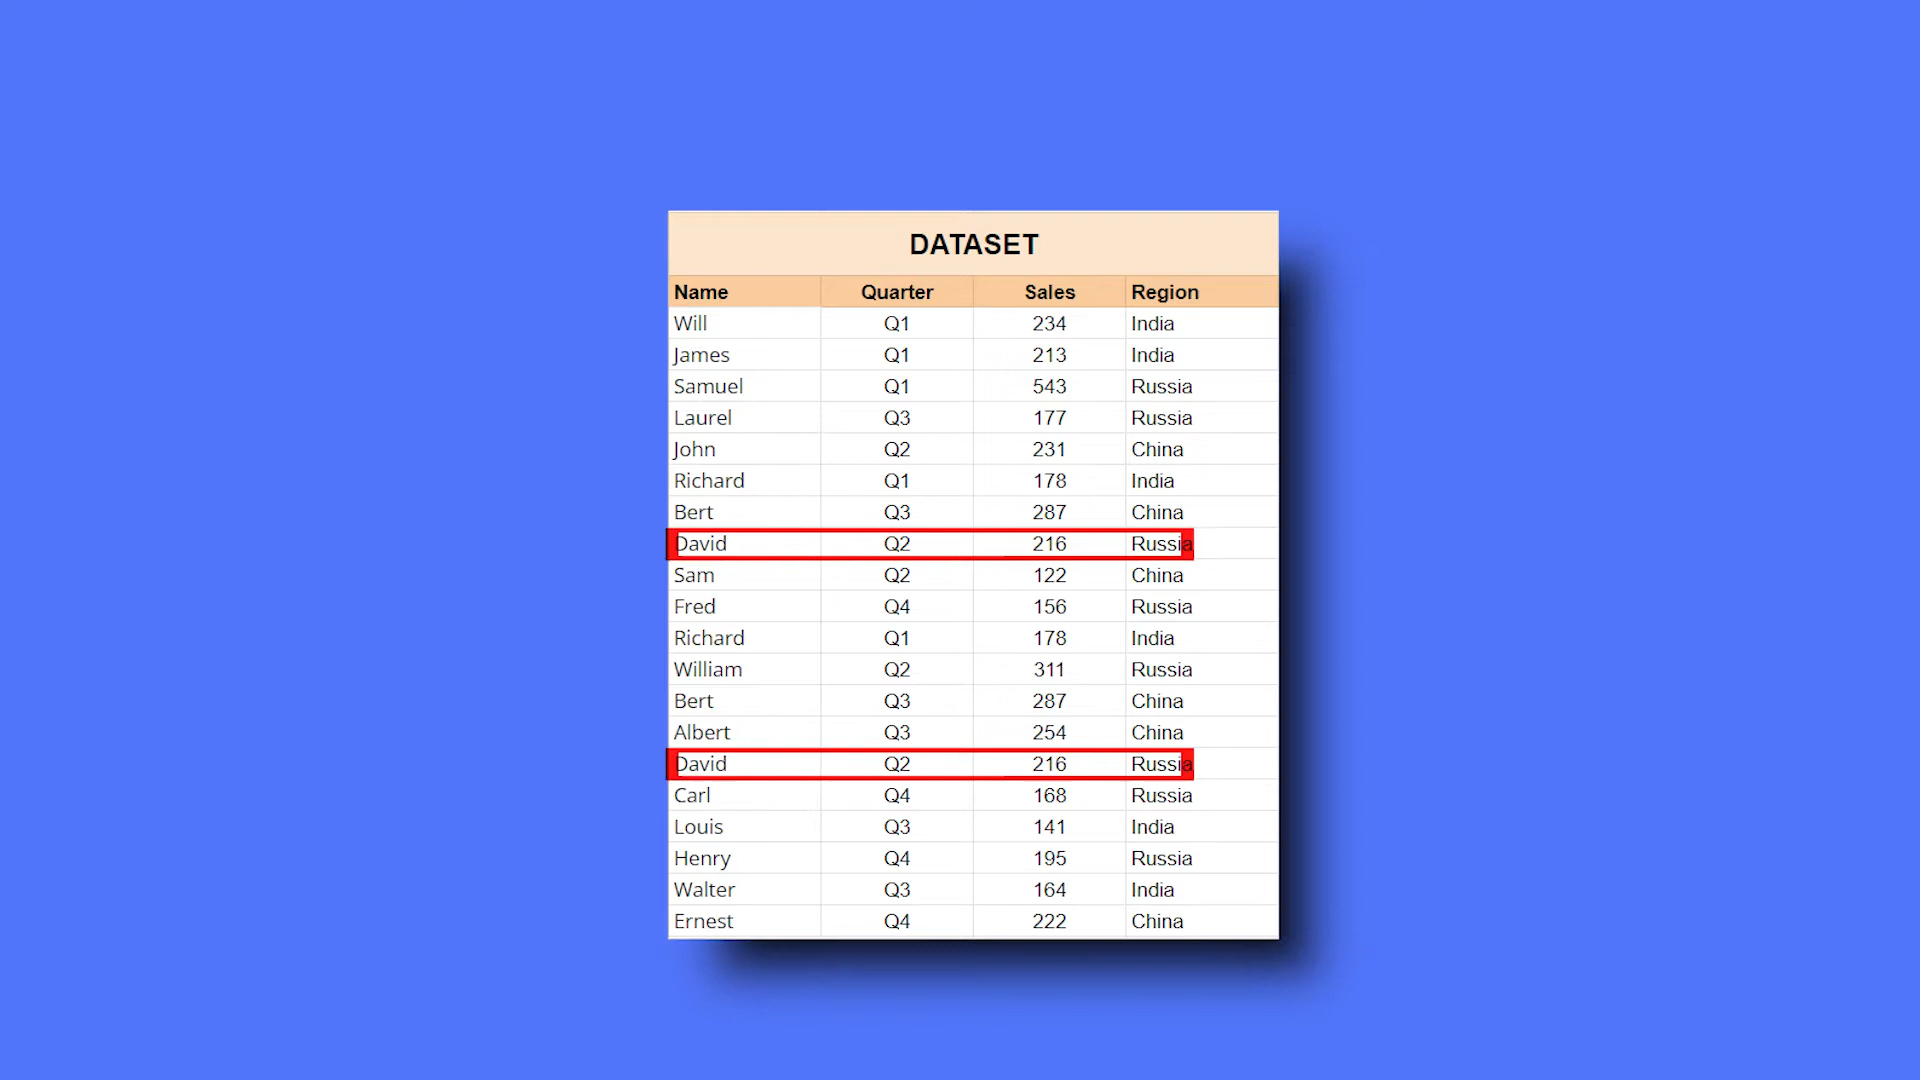 DATASET
Name Quarter Sales Region
Will Q1 234 India
James Q1 213 India
Samuel Q1 543 Russia
Laurel Q3 177 Russia
John Q2 231 China
Richard Q1 178 India
Bert Q3 287 China
David Q2 216 Russia
Sam Q2 122 China
Fred Q4 156 Russia
Richard Q1 178 India
William Q2 311 Russia
Bert Q3 287 China
Albert Q3 254 China
David Q2 216 Russia
Carl Q4 168 Russia
Louis Q3 141 India
Henry Q4 195 Russia
Walter Q3 164 India
Ernest Q4 222 China